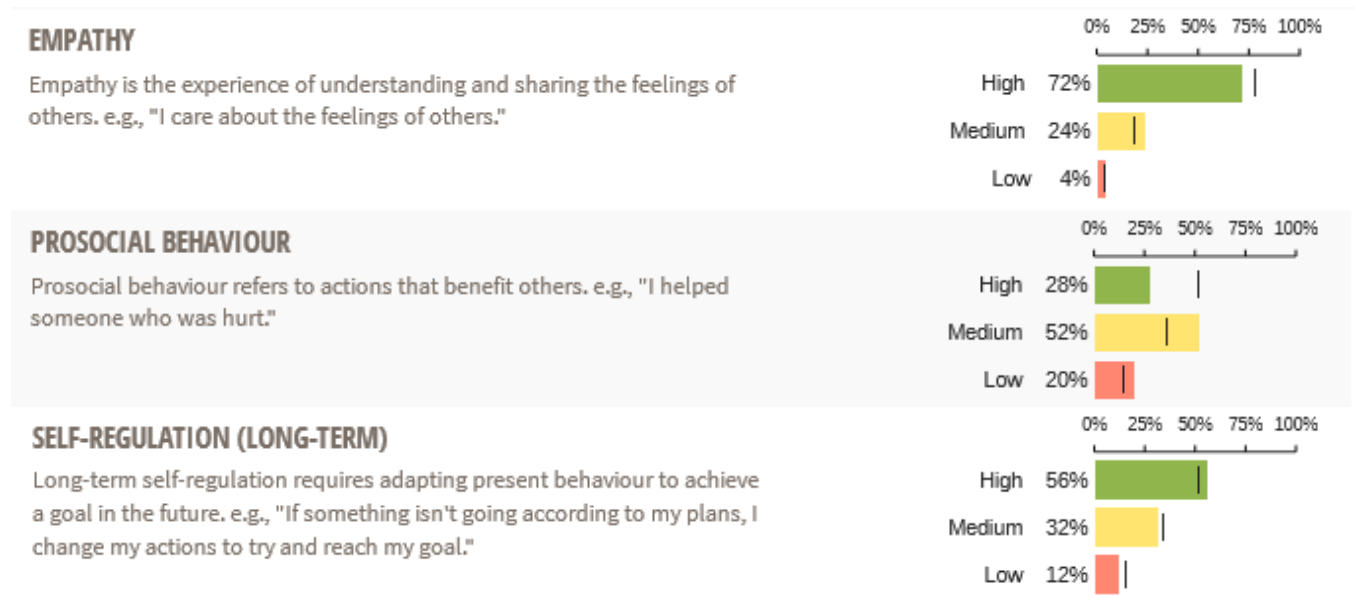 EMPATHY
Empathy is the experience of understanding and sharing the feelings of
others. e.g., "I care about the feelings of others."
0% 25% 50% 75% 100%
High 72%
Medium 24%
Low 4%
PROSOCIAL BEHAVIOUR
Prosocial behaviour refers to actions that benefit others. e.g., "I helped
someone who was hurt."
0% 25% 50% 75% 100%
High 28%
Medium 52%
Low 20%
SELF-REGULATION (LONG-TERM)
Long-term self-regulation requires adapting present behaviour to achieve
a goal in the future. e.g., "If something isn't going according to my plans, I
change my actions to try and reach my goal."
0% 25% 50% 75% 100%
High 56%
Medium 32%
Low 12%